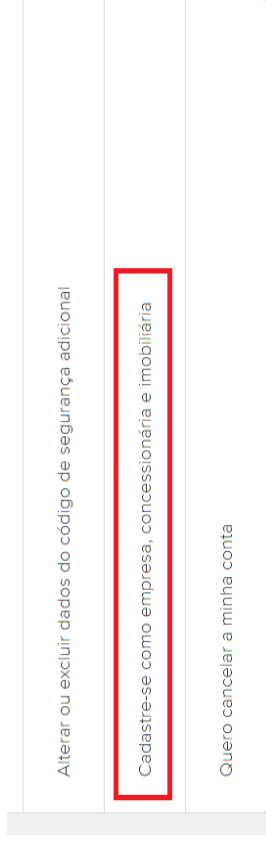 Alterar ou excluir dados do código de segurança adicional
Cadastre-se como empresa, concessionária e imobiliária
Quero cancelar a minha conta